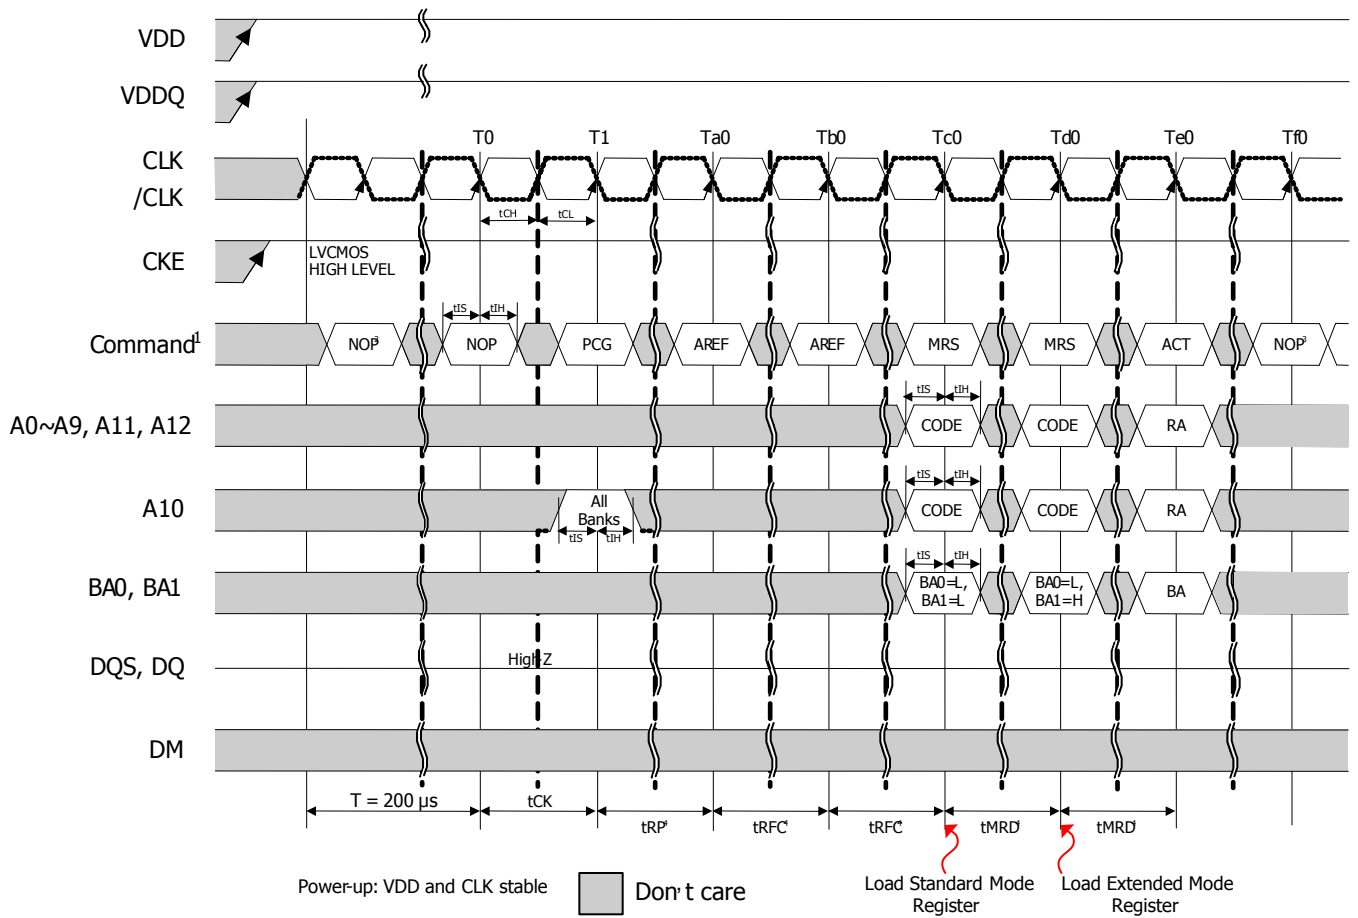 VDD
VDDQ
T0 T1 Ta0 Tb0 Tc0 Td0 Te0 Tf0
CLK
/CLK
tCH tCL
CKE
LVCMOS
HIGH LEVEL
tIS tIH
Command1 NOP3 NOP PCG AREF AREF MRS MRS ACT NOP3
tIS tIH
A0~A9, A11, A12 CODE CODE RA
tIS tIH
A10 All
Banks CODE CODE RA
tIS tIH
tIS tIH
BA0, BA1 BA0=L,
BA1=L BA0=L,
BA1=H BA
DQS, DQ High-Z
DM
T = 200 µs tCK
tRP4 tRFC4 tRFC4 tMRD4 tMRD4
Power-up: VDD and CLK stable
Don't care
Load Standard Mode
Register
Load Extended Mode
Register